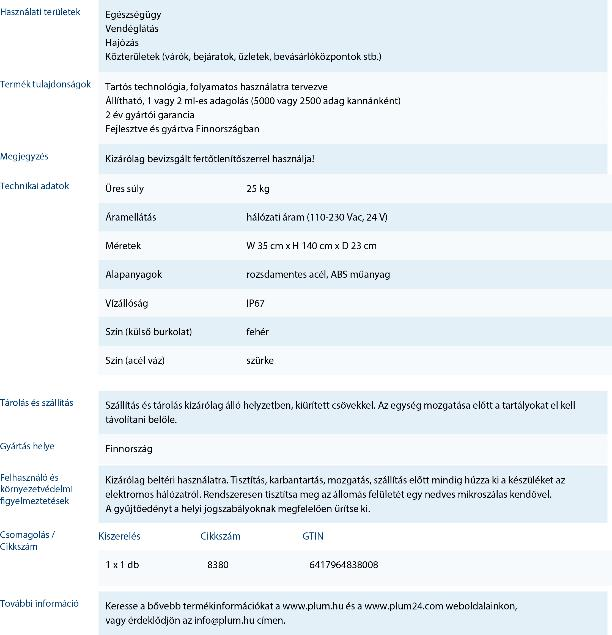 Használati területek
Egészségügy
Vendéglátás
Hajózás
Közterületek (várók, bejáratok, üzletek, bevásárlóközpontok stb.)
Termék tulajdonságok
Tartós technológia, folyamatos használatra tervezve
Állítható, 1 vagy 2 ml-es adagolás (5000 vagy 2500 adag kannánként)
2 év gyártói garancia
Fejlesztve és gyártva Finnországban
Megjegyzés
Kizárólag bevizsgált fertőtlenítőszerrel használja!
Technikai adatok
Üres súly 25 kg
Áramellátás hálózati áram (110-230 Vac, 24 V)
Méretek W 35 cm x H 140 cm x D 23 cm
Alapanyagok rozsdamentes acél, ABS műanyag
Vízállóság IP67
Szín (külső burkolat) fehér
Szín (acél váz) szürke
Tárolás és szállítás
Szállítás és tárolás kizárólag álló helyzetben, kiürített csövekkel. Az egység mozgatása előtt a tartályokat el kell
távolítani belőle.
Gyártás helye
Finnország
Felhasználó és
környezetvédelmi
figyelmeztetések
Kizárólag beltéri használatra. Tisztítás, karbantartás, mozgatás, szállítás előtt mindig húzza ki a készüléket az
elektromos hálózatról. Rendszeresen tisztítsa meg az állomás felületét egy nedves mikroszálas kendővel.
A gyűjtőedényt a helyi jogszabályoknak megfelelően ürítse ki.
Csomagolás /
Cikkszám
Kiszerelés Cikkszám GTIN
1 x 1 db 8380 6417964838008
További információ
Keresse a bővebb termékinformációkat a www.plum.hu és a www.plum24.com weboldalainkon,
vagy érdeklődjön az info@plum.hu címen.